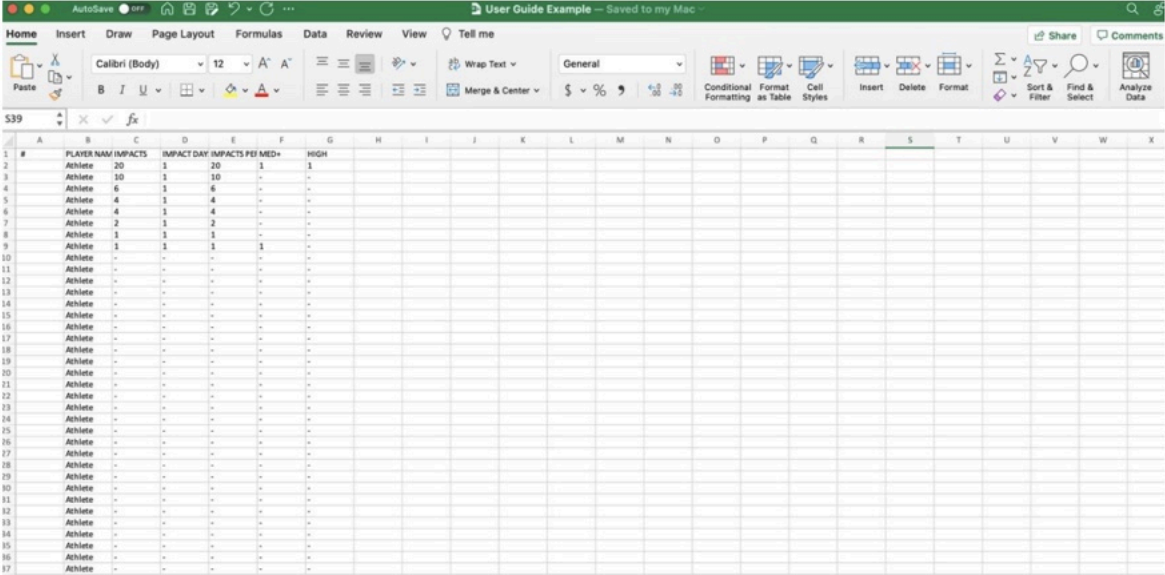 AutoSave OFF User Guide Example — Saved to my Mac
Home Insert Draw Page Layout Formulas Data Review View Tell me Share Comments
Paste Calibri (Body) 12 A A Wrap Text General Conditional Formatting Format as Table Cell Styles Insert Delete Format Sort & Filter Find & Select Analyze Data
B I U A Merge & Center $ % 9
S39 fx
A B C D E F G H I J K L M N O P Q R S T U V W X
1 # PLAYER NAM IMPACTS IMPACT DAY IMPACTS PER MED+ HIGH
2 Athlete 20 1 20 1 1
3 Athlete 10 1 10 - -
4 Athlete 6 1 6 - -
5 Athlete 4 1 4 - -
6 Athlete 4 1 4 - -
7 Athlete 2 1 2 - -
8 Athlete 1 1 1 - -
9 Athlete 1 1 1 1 -
10 Athlete - - - - -
11 Athlete - - - - -
12 Athlete - - - - -
13 Athlete - - - - -
14 Athlete - - - - -
15 Athlete - - - - -
16 Athlete - - - - -
17 Athlete - - - - -
18 Athlete - - - - -
19 Athlete - - - - -
20 Athlete - - - - -
21 Athlete - - - - -
22 Athlete - - - - -
23 Athlete - - - - -
24 Athlete - - - - -
25 Athlete - - - - -
26 Athlete - - - - -
27 Athlete - - - - -
28 Athlete - - - - -
29 Athlete - - - - -
30 Athlete - - - - -
31 Athlete - - - - -
32 Athlete - - - - -
33 Athlete - - - - -
34 Athlete - - - - -
35 Athlete - - - - -
36 Athlete - - - - -
37 Athlete - - - - -